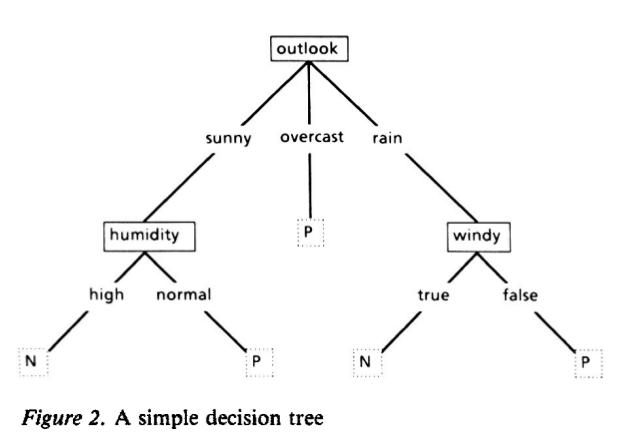 outlook
sunny overcast rain
humidity P windy
high normal true false
N P N P
Figure 2. A simple decision tree